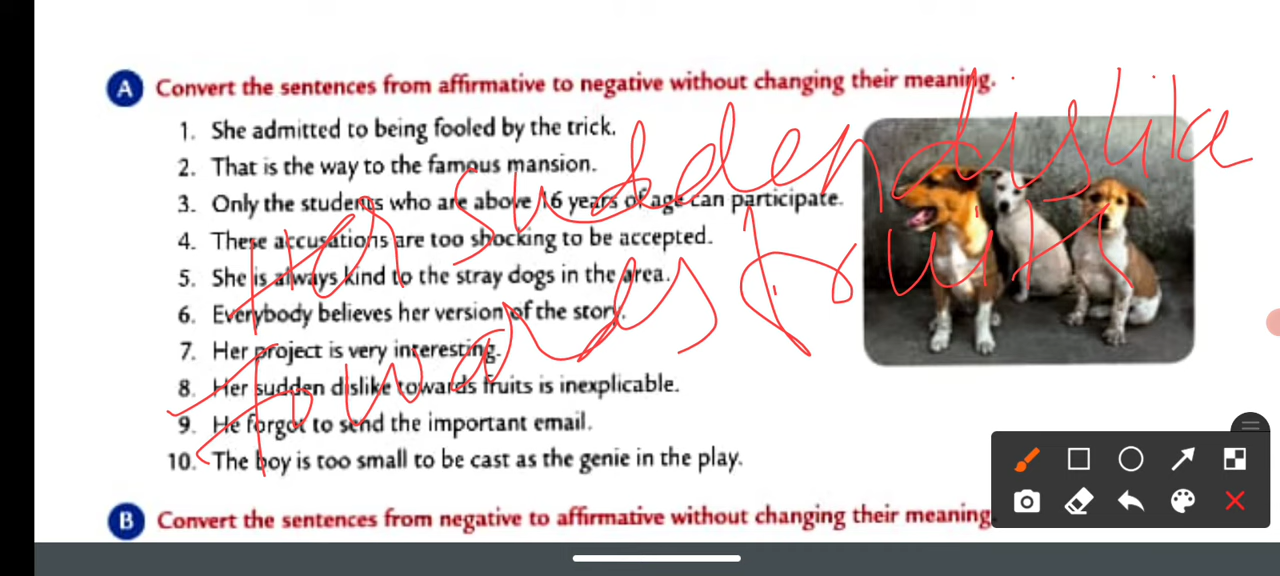 A Convert the sentences from affirmative to negative without changing their meaning.
1. She admitted to being fooled by the trick.
2. That is the way to the famous mansion.
3. Only the students who are above 16 years of age can participate.
4. These accusations are too shocking to be accepted.
5. She is always kind to the stray dogs in the area.
6. Everybody believes her version of the story.
7. Her project is very interesting.
8. Her sudden dislike towards fruits is inexplicable.
9. He forgot to send the important email.
10. The boy is too small to be cast as the genie in the play.
B Convert the sentences from negative to affirmative without changing their meaning.
Her sudden dislike
towards fruits